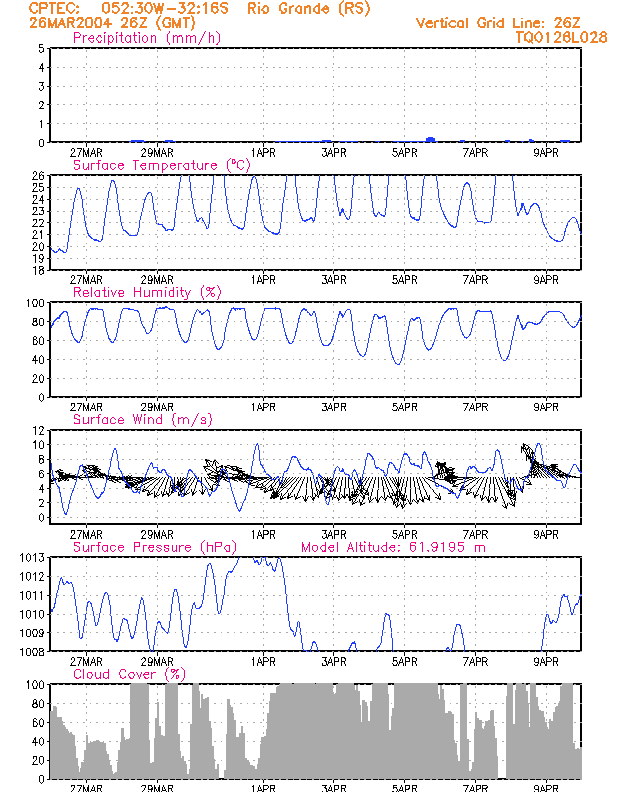 CPTEC: 052:30W-32:16S Rio Grande (RS)
26MAR2004 26Z (GMT) Vertical Grid Line: 26Z
Precipitation (mm/h) TQ0126L028
5
4
3
2
1
0
27MAR 29MAR 1APR 3APR 5APR 7APR 9APR
Surface Temperature (°C)
26
25
24
23
22
21
20
19
18
27MAR 29MAR 1APR 3APR 5APR 7APR 9APR
Relative Humidity (%)
100
80
60
40
20
0
27MAR 29MAR 1APR 3APR 5APR 7APR 9APR
Surface Wind (m/s)
12
10
8
6
4
2
0
27MAR 29MAR 1APR 3APR 5APR 7APR 9APR
Surface Pressure (hPa) Model Altitude: 61.9195 m
1013
1012
1011
1010
1009
1008
27MAR 29MAR 1APR 3APR 5APR 7APR 9APR
Cloud Cover (%)
100
80
60
40
20
0
27MAR 29MAR 1APR 3APR 5APR 7APR 9APR